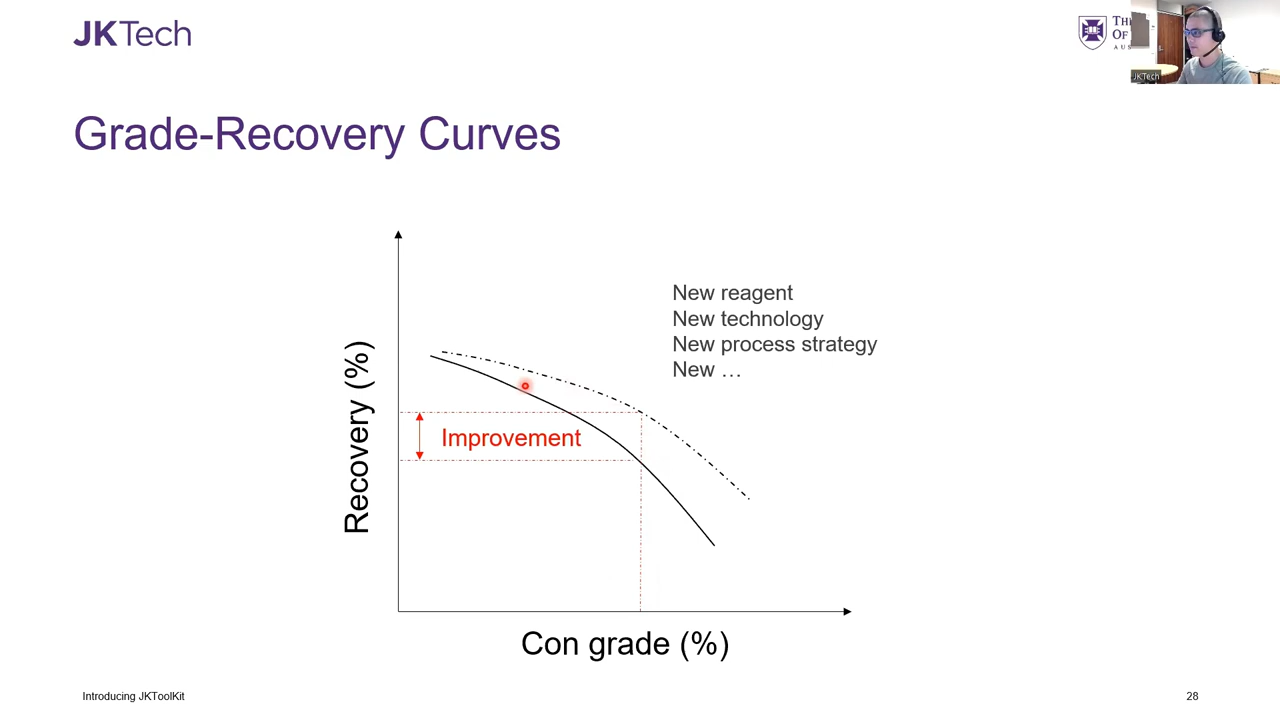 JKTech
JKTech
Grade-Recovery Curves
New reagent
New technology
New process strategy
New …
Improvement
Recovery (%)
Con grade (%)
Introducing JKToolKit
28